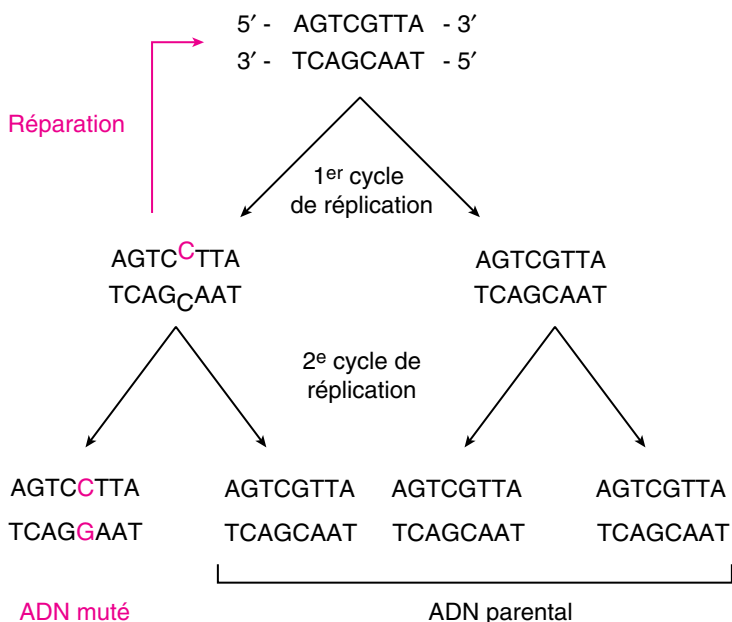 5′ - AGTCGTTA - 3′
3′ - TCAGCAAT - 5′
Réparation
1er cycle
de réplication
AGTCCTTA AGTCGTTA
TCAGCAAT TCAGCAAT
2e cycle de
réplication
AGTCCTTA AGTCGTTA AGTCGTTA AGTCGTTA
TCAGGAAT TCAGCAAT TCAGCAAT TCAGCAAT
ADN muté ADN parental